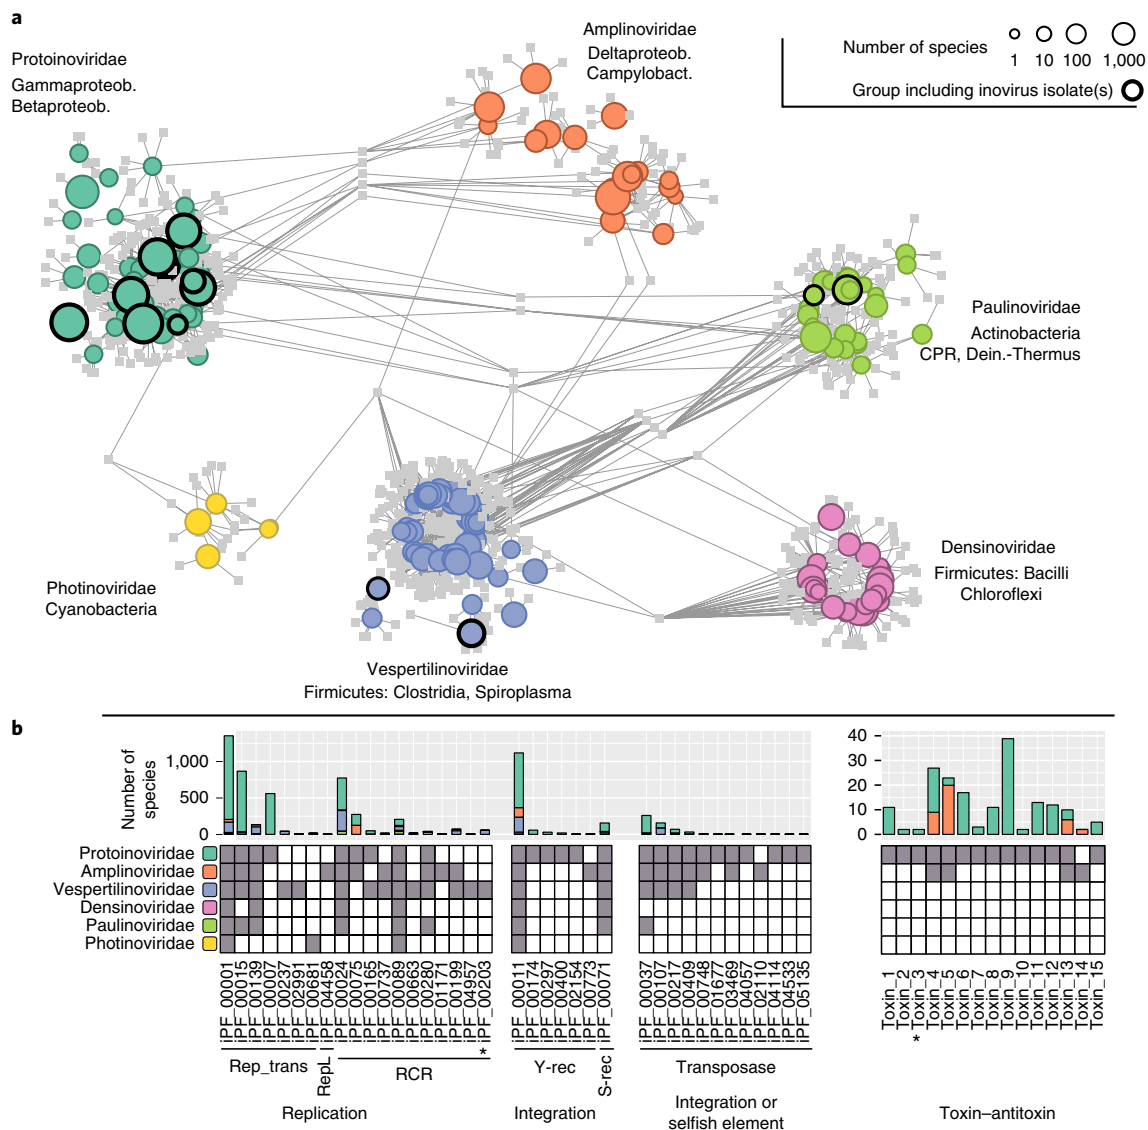 a
Protoinoviridae
Gammaproteob.
Betaproteob.
Amplinoviridae
Deltaproteob.
Campylobact.
Number of species
1 10 100 1,000
Group including inovirus isolate(s)
Paulinoviridae
Actinobacteria
CPR, Dein.-Thermus
Photinoviridae
Cyanobacteria
Densinoviridae
Firmicutes: Bacilli
Chloroflexi
Vespertilinoviridae
Firmicutes: Clostridia, Spiroplasma
b
Number of
species
1,000
500
0
40
30
20
10
0
Protoinoviridae
Amplinoviridae
Vespertilinoviridae
Densinoviridae
Paulinoviridae
Photinoviridae
iPF_00001
iPF_00015
iPF_00139
iPF_00007
iPF_00237
iPF_02991
iPF_00681
iPF_04458
iPF_00024
iPF_00075
iPF_00165
iPF_00737
iPF_00089
iPF_00663
iPF_00280
iPF_01171
iPF_00199
iPF_04957
*iPF_00203
iPF_00011
iPF_00174
iPF_00297
iPF_00400
iPF_02154
iPF_00773
iPF_00071
iPF_00037
iPF_00107
iPF_00217
iPF_00409
iPF_00748
iPF_01677
iPF_03469
iPF_04057
iPF_02110
iPF_04114
iPF_04533
iPF_05135
Toxin_1
Toxin_2
* Toxin_3
Toxin_4
Toxin_5
Toxin_6
Toxin_7
Toxin_8
Toxin_9
Toxin_10
Toxin_11
Toxin_12
Toxin_13
Toxin_14
Toxin_15
Rep_trans
RepL
RCR
Y-rec
S-rec
Transposase
Replication
Integration
Integration or
selfish element
Toxin–antitoxin